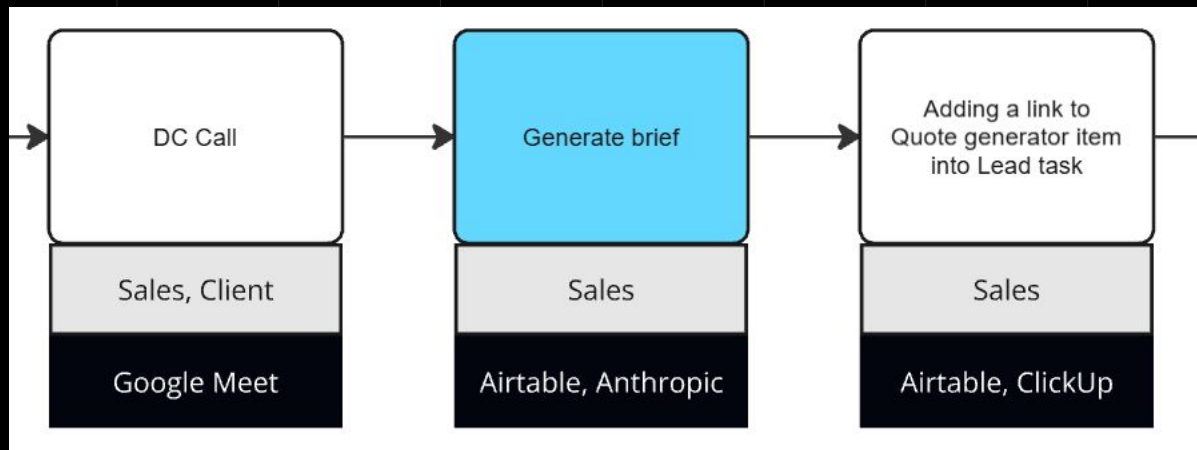 DC Call
Sales, Client
Google Meet
Generate brief
Sales
Airtable, Anthropic
Adding a link to
Quote generator item
into Lead task
Sales
Airtable, ClickUp